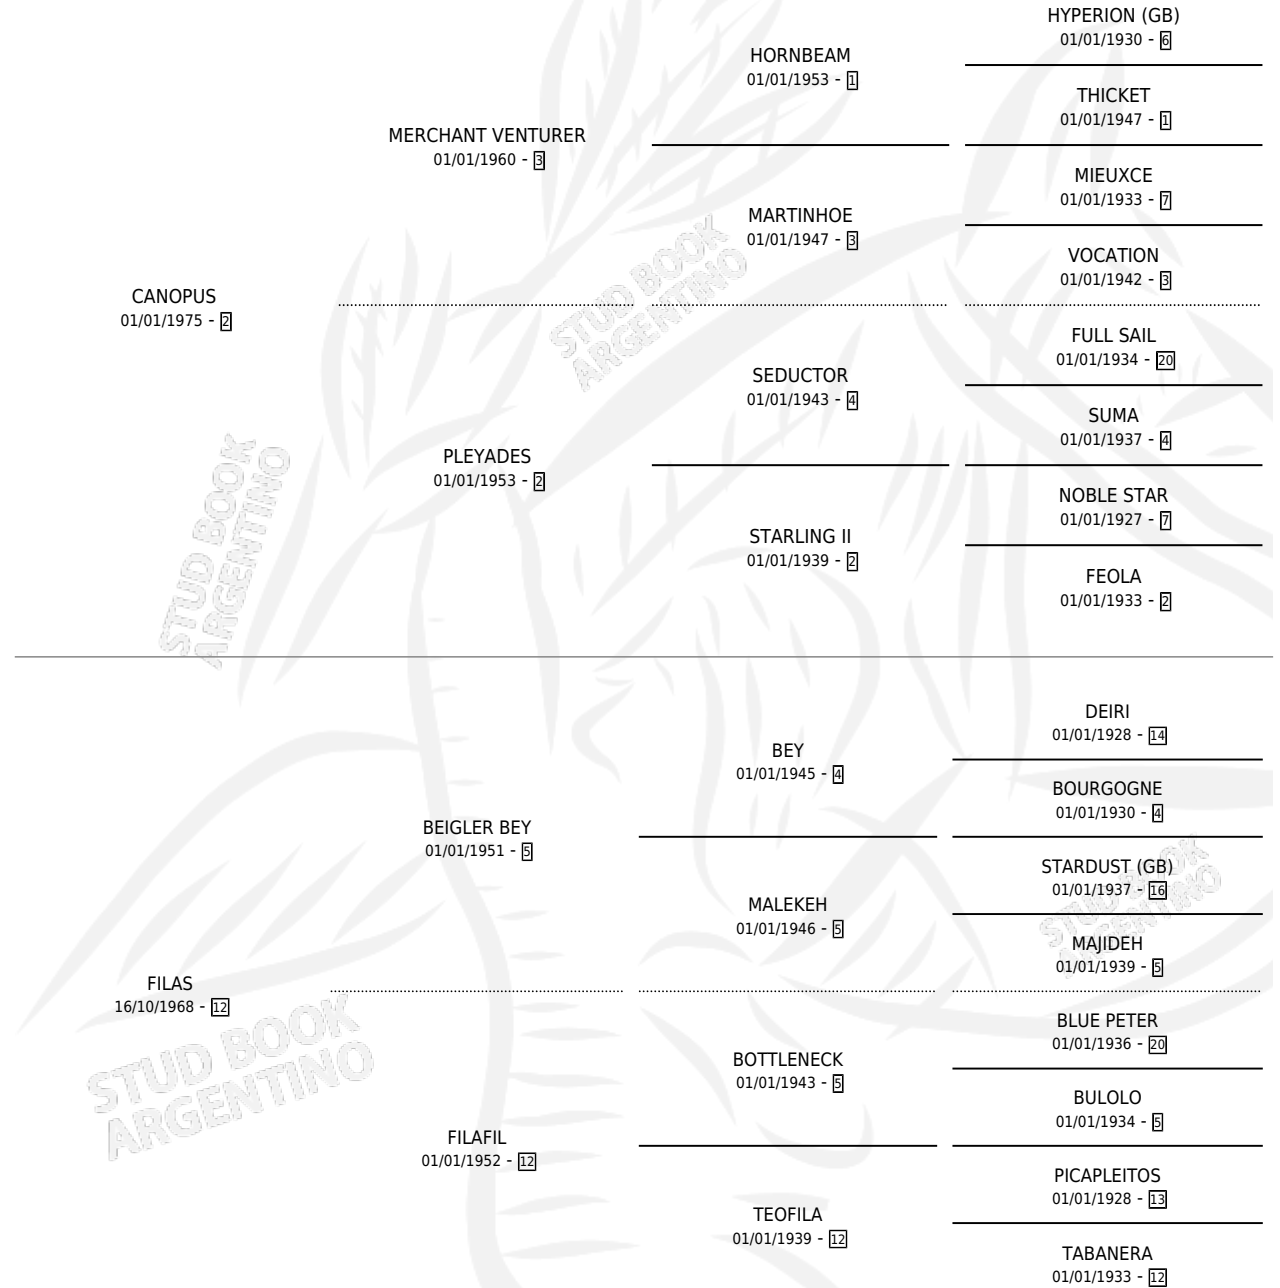 HYPERION (GB)
01/01/1930 - 6
HORNBEAM
01/01/1953 - 1
THICKET
01/01/1947 - 1
MERCHANT VENTURER
01/01/1960 - 3
MIEUXCE
01/01/1933 - 7
MARTINHOE
01/01/1947 - 3
VOCATION
01/01/1942 - 3
STUD BOOK
ARGENTINO
CANOPUS
01/01/1975 - 2
FULL SAIL
01/01/1934 - 20
SEDUCTOR
01/01/1943 - 4
SUMA
01/01/1937 - 4
PLEYADES
01/01/1953 - 2
NOBLE STAR
01/01/1927 - 7
STARLING II
01/01/1939 - 2
FEOLA
01/01/1933 - 2
STUD BOOK
ARGENTINO
DEIRI
01/01/1928 - 14
BEY
01/01/1945 - 4
BOURGOGNE
01/01/1930 - 4
BEIGLER BEY
01/01/1951 - 5
STARDUST (GB)
01/01/1937 - 16
MALEKEH
01/01/1946 - 5
MAJIDEH
01/01/1939 - 5
STUD BOOK
ARGENTINO
FILAS
16/10/1968 - 12
BLUE PETER
01/01/1936 - 20
BOTTLENECK
01/01/1943 - 5
BULOLO
01/01/1934 - 5
STUD BOOK
ARGENTINO
FILAFIL
01/01/1952 - 12
PICAPLEITOS
01/01/1928 - 13
TEOFILA
01/01/1939 - 12
TABANERA
01/01/1933 - 12